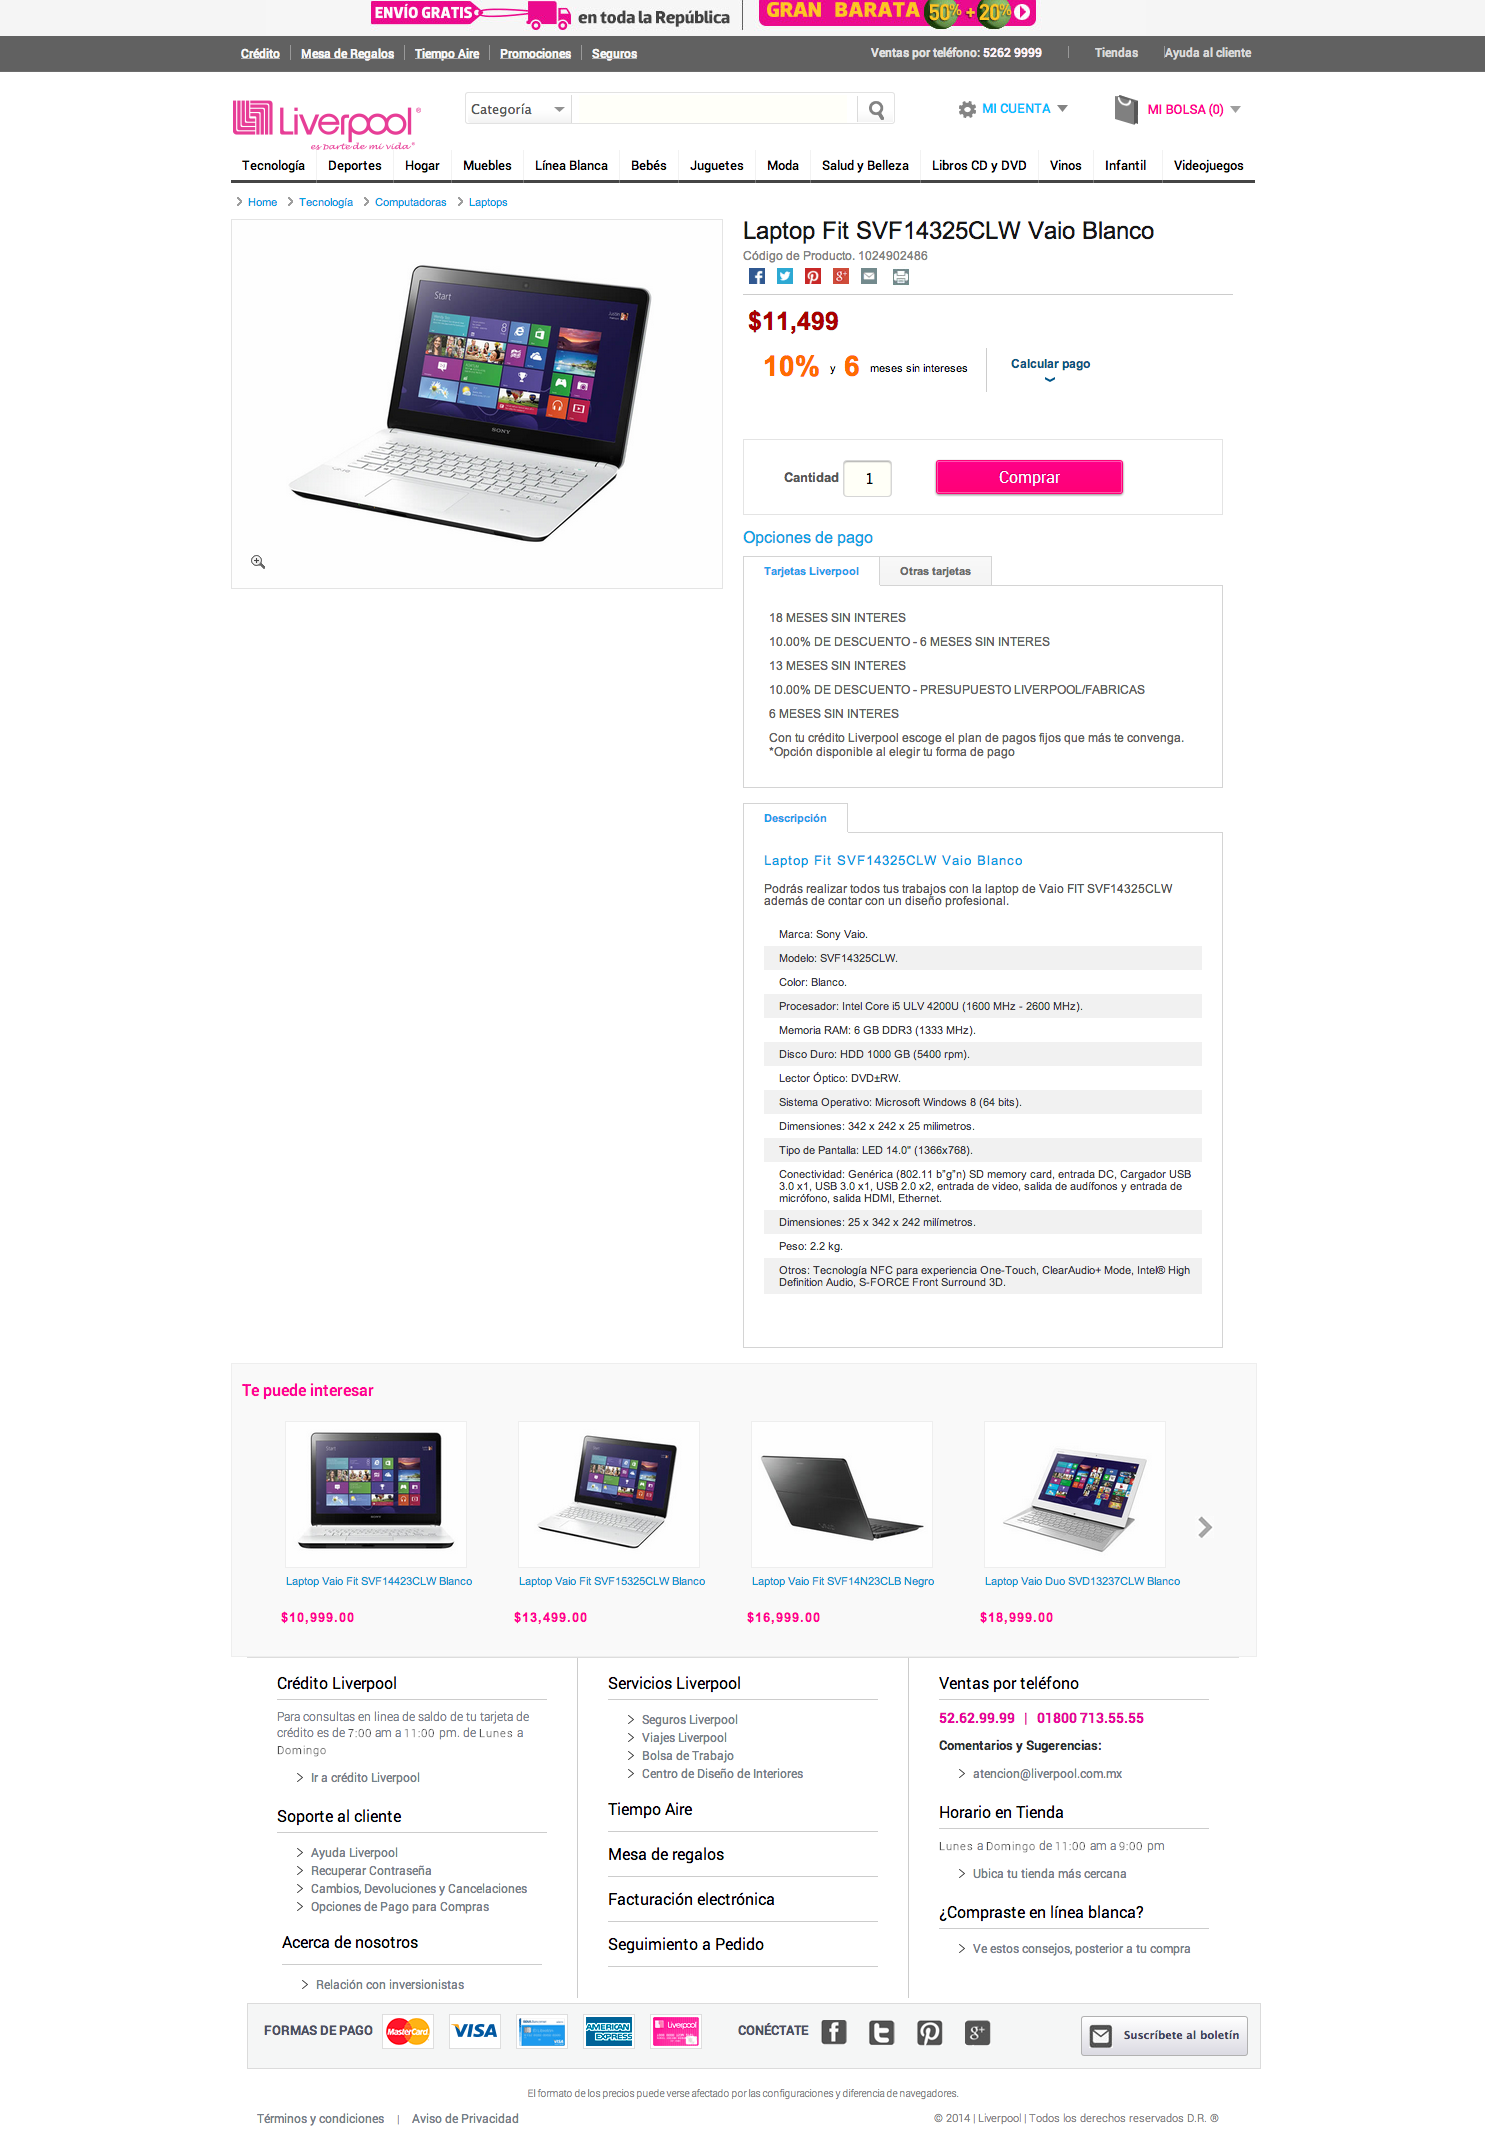 ENVÍO GRATIS en toda la República
GRAN BARATA 50% + 20%
Crédito Mesa de Regalos Tiempo Aire Promociones Seguros
Ventas por teléfono: 5262 9999 Tiendas Ayuda al cliente
Liverpool®
es parte de mi vida®
Categoría
MI CUENTA
MI BOLSA (0)
Tecnología Deportes Hogar Muebles Línea Blanca Bebés Juguetes Moda Salud y Belleza Libros CD y DVD Vinos Infantil Videojuegos
Home Tecnología Computadoras Laptops
Start
SONY
Laptop Fit SVF14325CLW Vaio Blanco
Código de Producto. 1024902486
$11,499
10% y 6 meses sin intereses
Calcular pago
Cantidad 1 Comprar
Opciones de pago
Tarjetas Liverpool Otras tarjetas
18 MESES SIN INTERES
10.00% DE DESCUENTO - 6 MESES SIN INTERES
13 MESES SIN INTERES
10.00% DE DESCUENTO - PRESUPUESTO LIVERPOOL/FABRICAS
6 MESES SIN INTERES
Con tu crédito Liverpool escoge el plan de pagos fijos que más te convenga.
*Opción disponible al elegir tu forma de pago
Descripción
Laptop Fit SVF14325CLW Vaio Blanco
Podrás realizar todos tus trabajos con la laptop de Vaio FIT SVF14325CLW
además de contar con un diseño profesional.
Marca: Sony Vaio.
Modelo: SVF14325CLW.
Color: Blanco.
Procesador: Intel Core i5 ULV 4200U (1600 MHz - 2600 MHz).
Memoria RAM: 6 GB DDR3 (1333 MHz).
Disco Duro: HDD 1000 GB (5400 rpm).
Lector Óptico: DVD±RW.
Sistema Operativo: Microsoft Windows 8 (64 bits).
Dimensiones: 342 x 242 x 25 milimetros.
Tipo de Pantalla: LED 14.0" (1366x768).
Conectividad: Genérica (802.11 b"g"n) SD memory card, entrada DC, Cargador USB
3.0 x1, USB 3.0 x1, USB 2.0 x2, entrada de video, salida de audífonos y entrada de
micrófono, salida HDMI, Ethernet.
Dimensiones: 25 x 342 x 242 milímetros.
Peso: 2.2 kg.
Otros: Tecnología NFC para experiencia One-Touch, ClearAudio+ Mode, Intel® High
Definition Audio, S-FORCE Front Surround 3D.
Te puede interesar
Laptop Vaio Fit SVF14423CLW Blanco
$10,999.00
Laptop Vaio Fit SVF15325CLW Blanco
$13,499.00
Laptop Vaio Fit SVF14N23CLB Negro
$16,999.00
Laptop Vaio Duo SVD13237CLW Blanco
$18,999.00
Crédito Liverpool
Para consultas en línea de saldo de tu tarjeta de
crédito es de 7:00 am a 11:00 pm. de Lunes a
Domingo
Ir a crédito Liverpool
Soporte al cliente
Ayuda Liverpool
Recuperar Contraseña
Cambios, Devoluciones y Cancelaciones
Opciones de Pago para Compras
Acerca de nosotros
Relación con inversionistas
Servicios Liverpool
Seguros Liverpool
Viajes Liverpool
Bolsa de Trabajo
Centro de Diseño de Interiores
Tiempo Aire
Mesa de regalos
Facturación electrónica
Seguimiento a Pedido
Ventas por teléfono
52.62.99.99 | 01800 713.55.55
Comentarios y Sugerencias:
atencion@liverpool.com.mx
Horario en Tienda
Lunes a Domingo de 11:00 am a 9:00 pm
Ubica tu tienda más cercana
¿Compraste en línea blanca?
Ve estos consejos, posterior a tu compra
FORMAS DE PAGO MasterCard VISA AMERICAN EXPRESS Liverpool CONÉCTATE Suscríbete al boletín
El formato de los precios puede verse afectado por las configuraciones y diferencia de navegadores.
Términos y condiciones | Aviso de Privacidad
© 2014 | Liverpool | Todos los derechos reservados D.R. ®